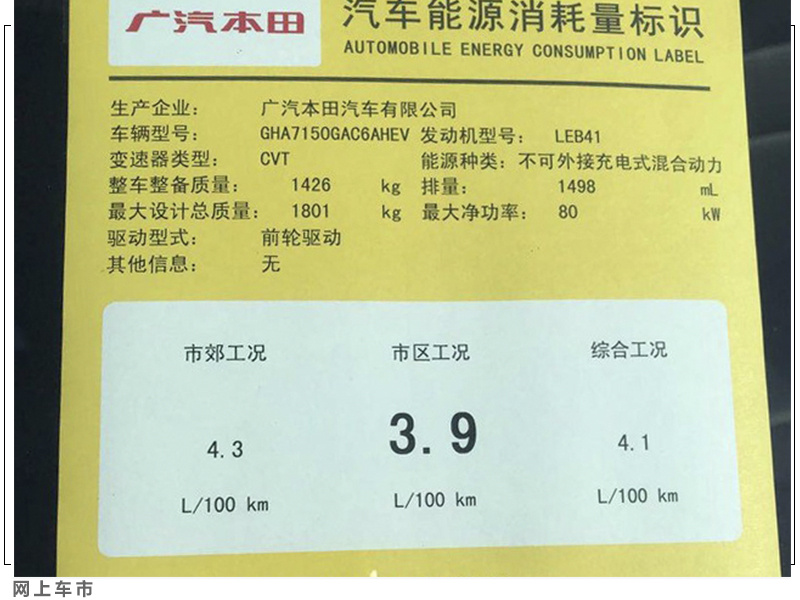 广汽本田
汽车能源消耗量标识
AUTOMOBILE ENERGY CONSUMPTION LABEL
生产企业： 广汽本田汽车有限公司
车辆型号： GHA7150GAC6AHEV 发动机型号： LEB41
变速器类型： CVT 能源种类： 不可外接充电式混合动力
整车整备质量： 1426 kg 排量： 1498 mL
最大设计总质量： 1801 kg 最大净功率： 80 kW
驱动型式： 前轮驱动
其他信息： 无
市郊工况 市区工况 综合工况
4.3 3.9 4.1
L/100 km L/100 km L/100 km
网上车市